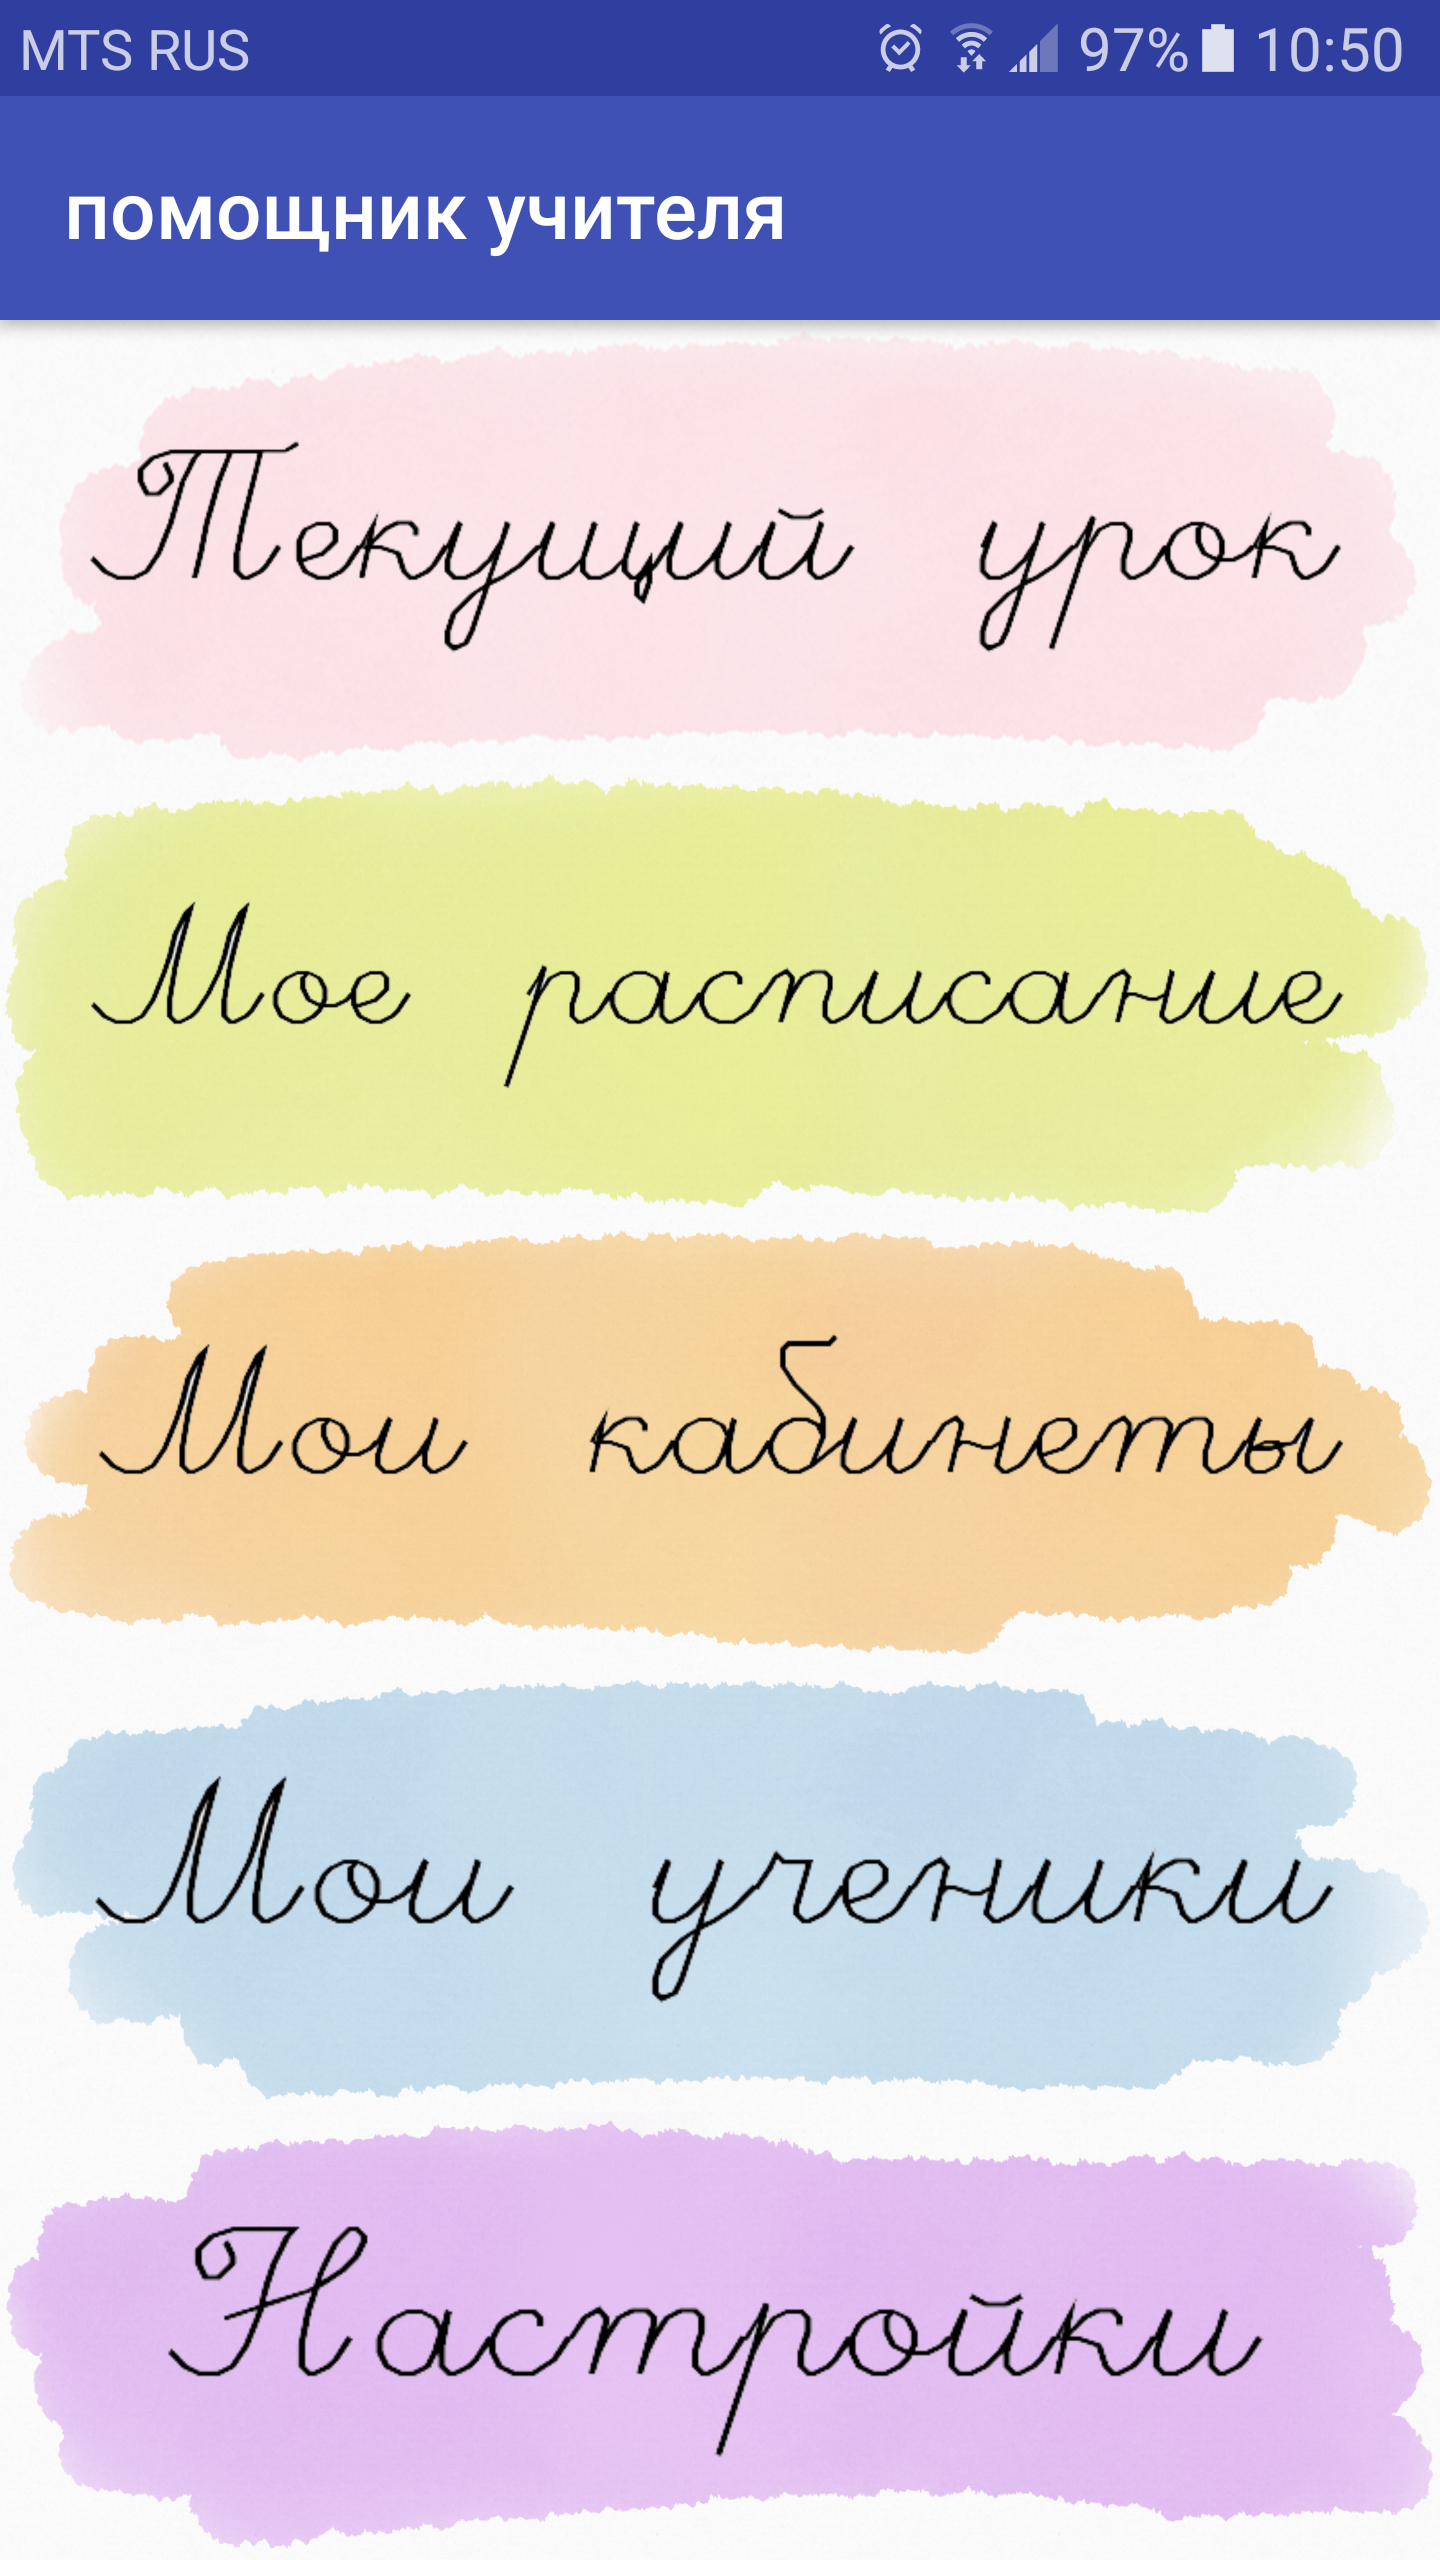 MTS RUS 97% 10:50
помощник учителя
Текущий урок
Мое расписание
Мои кабинеты
Мои ученики
Настройки